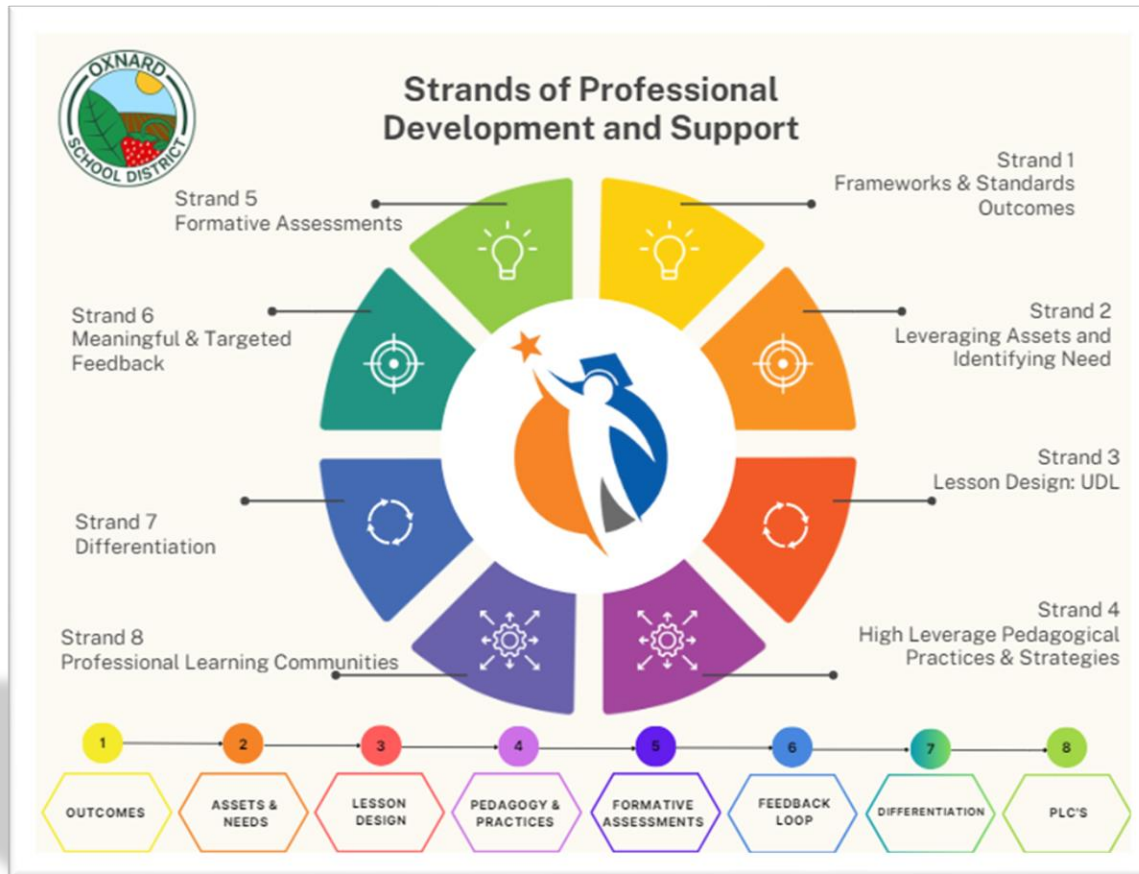 OXNARD
SCHOOL DISTRICT
Strands of Professional
Development and Support
Strand 1
Frameworks & Standards
Outcomes
Strand 2
Leveraging Assets and
Identifying Need
Strand 3
Lesson Design: UDL
Strand 4
High Leverage Pedagogical
Practices & Strategies
Strand 5
Formative Assessments
Strand 6
Meaningful & Targeted
Feedback
Strand 7
Differentiation
Strand 8
Professional Learning Communities
1
2
3
4
5
6
7
8
OUTCOMES
ASSETS &
NEEDS
LESSON
DESIGN
PEDAGOGY &
PRACTICES
FORMATIVE
ASSESSMENTS
FEEDBACK
LOOP
DIFFERENTIATION
PLC'S